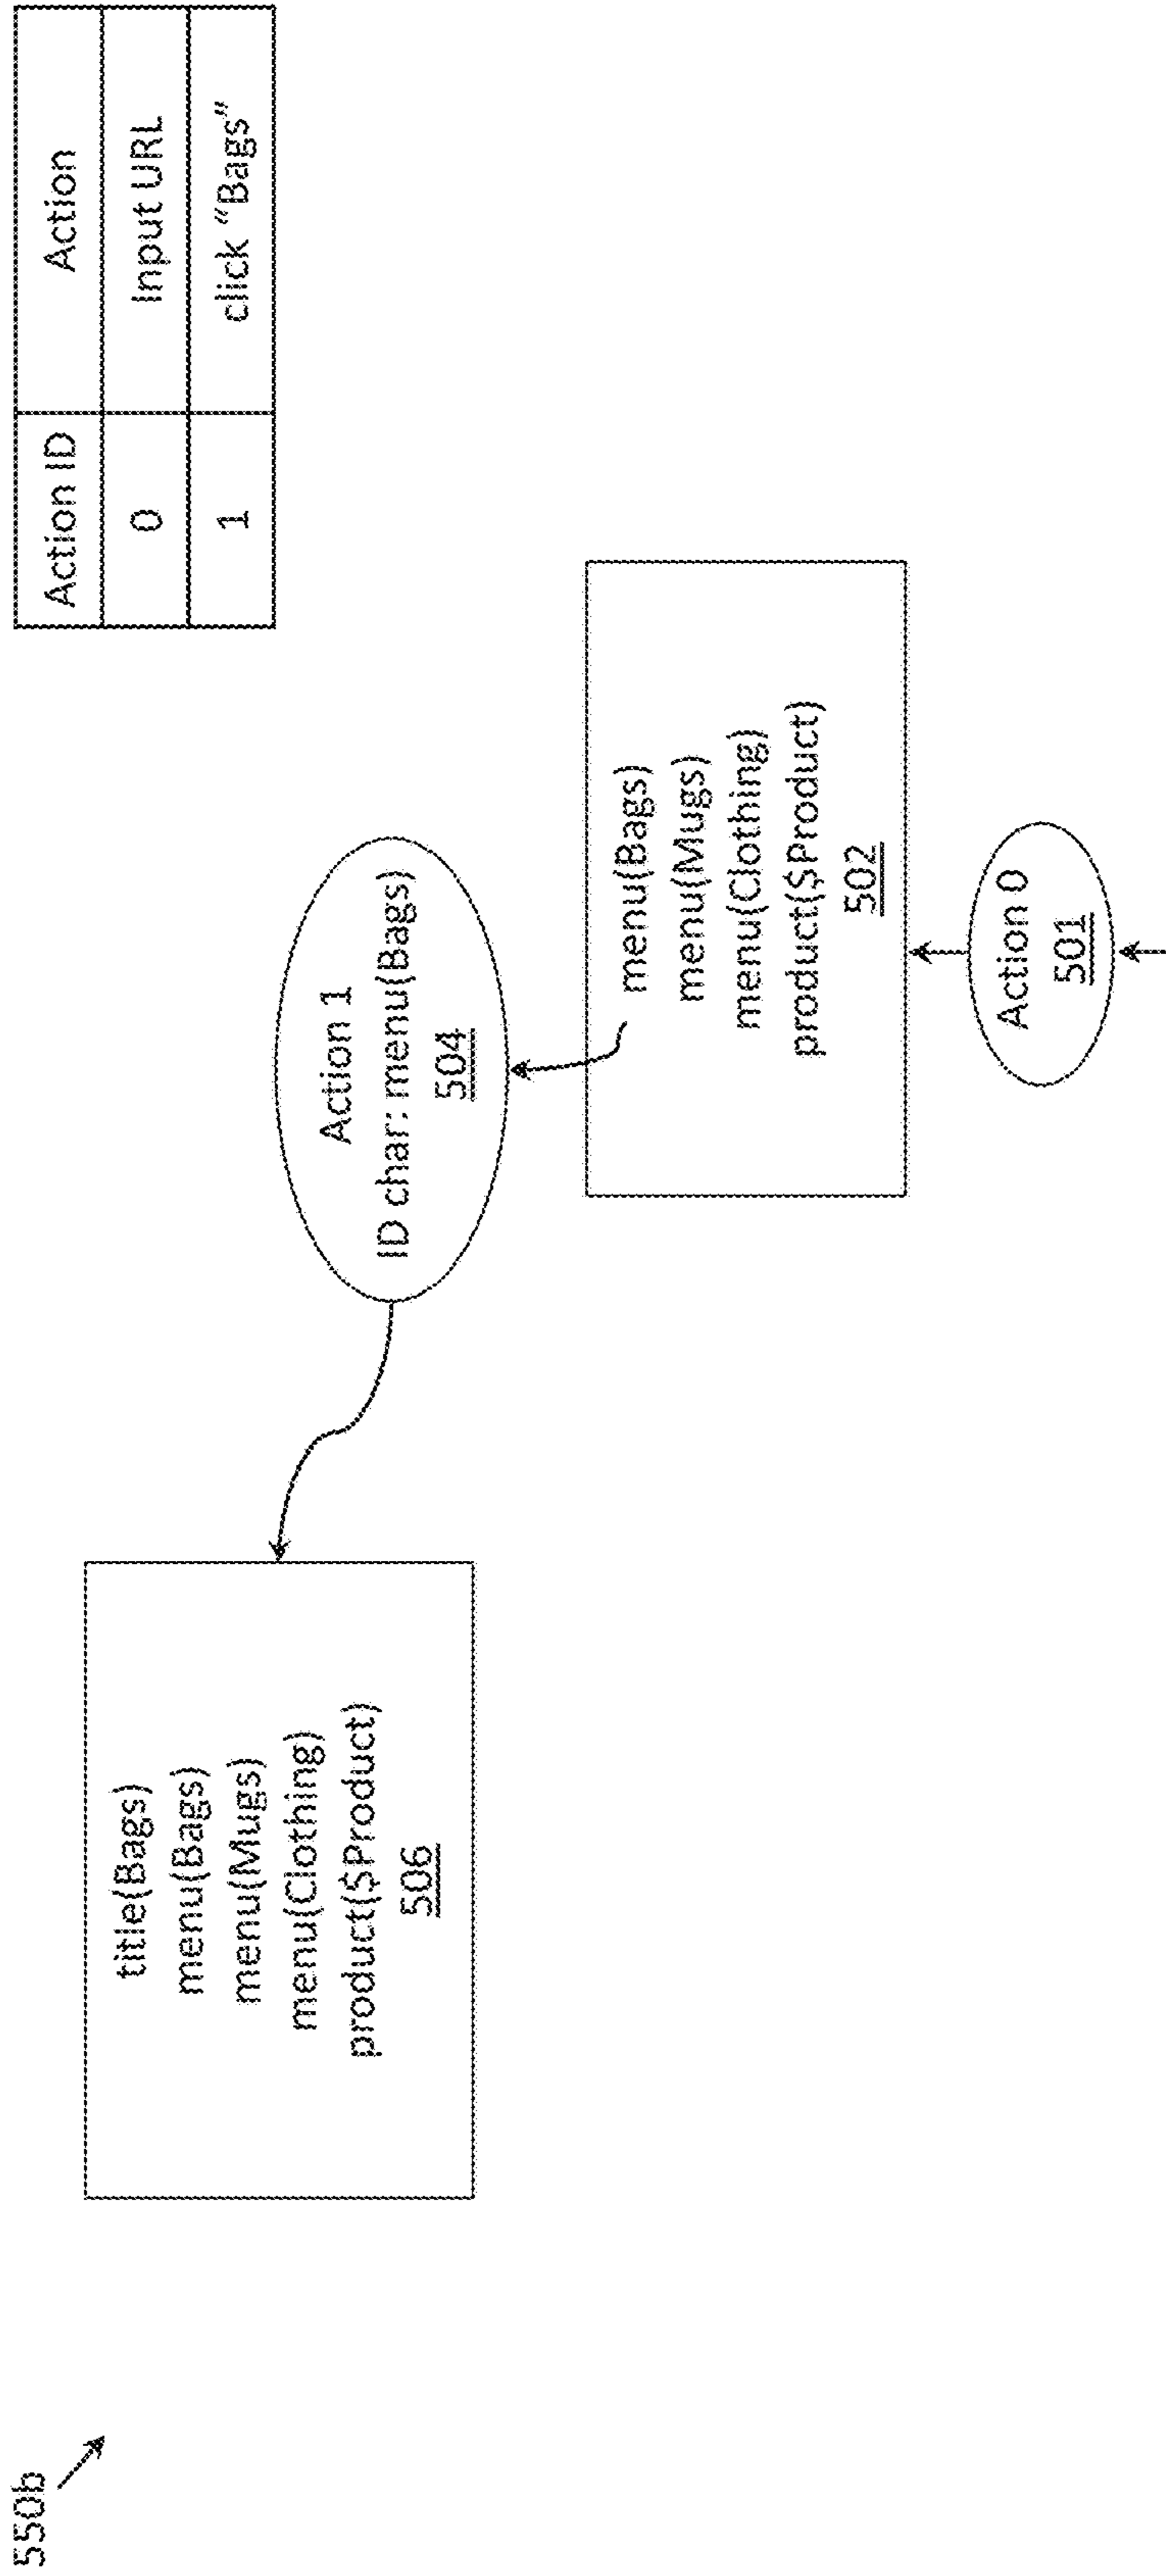 550b
Action ID Action
0 Input URL
1 click “Bags”
title(Bags)
menu(Bags)
menu(Mugs)
menu(Clothing)
product($Product)
506
Action 1
ID char: menu(Bags)
504
menu(Bags)
menu(Mugs)
menu(Clothing)
product($Product)
502
Action 0
501